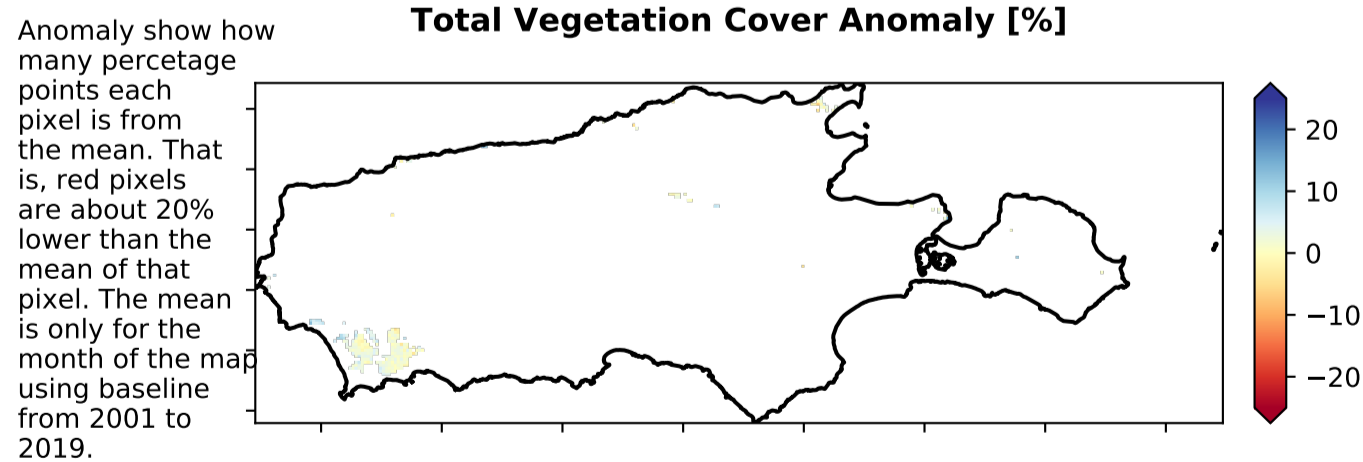 Total Vegetation Cover Anomaly [%]
Anomaly show how
many percetage
points each
pixel is from
the mean. That
is, red pixels
are about 20%
lower than the
mean of that
pixel. The mean
is only for the
month of the map
using baseline
from 2001 to
2019.
20
10
0
−10
−20